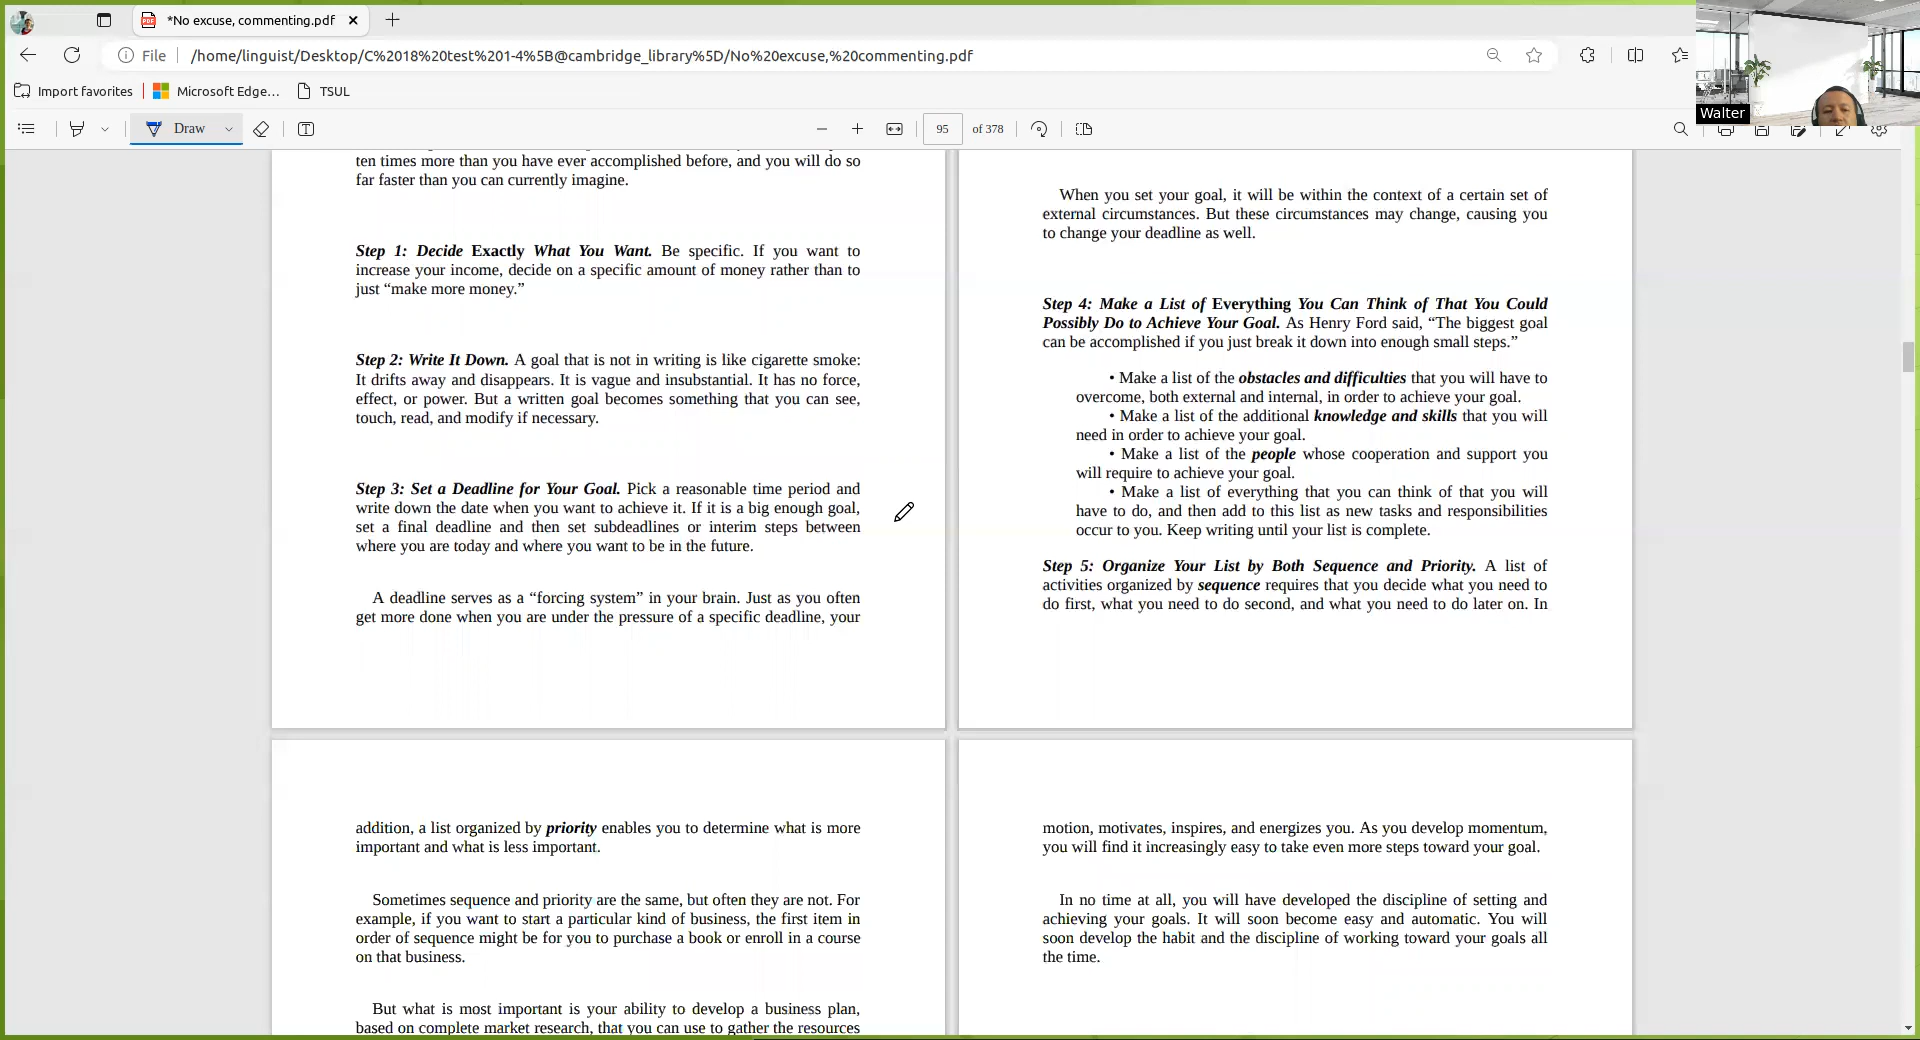 *No excuse, commenting.pdf
File
/home/linguist/Desktop/C%2018%20test%201-4%5B@cambridge_library%5D/No%20excuse,%20commenting.pdf
Import favorites
Microsoft Edge...
TSUL
Walter
Draw
95
of 378
ten times more than you have ever accomplished before, and you will do so
far faster than you can currently imagine.
Step 1: Decide Exactly What You Want. Be specific. If you want to
increase your income, decide on a specific amount of money rather than to
just “make more money.”
Step 2: Write It Down. A goal that is not in writing is like cigarette smoke:
It drifts away and disappears. It is vague and insubstantial. It has no force,
effect, or power. But a written goal becomes something that you can see,
touch, read, and modify if necessary.
Step 3: Set a Deadline for Your Goal. Pick a reasonable time period and
write down the date when you want to achieve it. If it is a big enough goal,
set a final deadline and then set subdeadlines or interim steps between
where you are today and where you want to be in the future.
A deadline serves as a “forcing system” in your brain. Just as you often
get more done when you are under the pressure of a specific deadline, your
When you set your goal, it will be within the context of a certain set of
external circumstances. But these circumstances may change, causing you
to change your deadline as well.
Step 4: Make a List of Everything You Can Think of That You Could
Possibly Do to Achieve Your Goal. As Henry Ford said, “The biggest goal
can be accomplished if you just break it down into enough small steps.”
• Make a list of the obstacles and difficulties that you will have to
overcome, both external and internal, in order to achieve your goal.
• Make a list of the additional knowledge and skills that you will
need in order to achieve your goal.
• Make a list of the people whose cooperation and support you
will require to achieve your goal.
• Make a list of everything that you can think of that you will
have to do, and then add to this list as new tasks and responsibilities
occur to you. Keep writing until your list is complete.
Step 5: Organize Your List by Both Sequence and Priority. A list of
activities organized by sequence requires that you decide what you need to
do first, what you need to do second, and what you need to do later on. In
addition, a list organized by priority enables you to determine what is more
important and what is less important.
Sometimes sequence and priority are the same, but often they are not. For
example, if you want to start a particular kind of business, the first item in
order of sequence might be for you to purchase a book or enroll in a course
on that business.
But what is most important is your ability to develop a business plan,
based on complete market research, that you can use to gather the resources
motion, motivates, inspires, and energizes you. As you develop momentum,
you will find it increasingly easy to take even more steps toward your goal.
In no time at all, you will have developed the discipline of setting and
achieving your goals. It will soon become easy and automatic. You will
soon develop the habit and the discipline of working toward your goals all
the time.